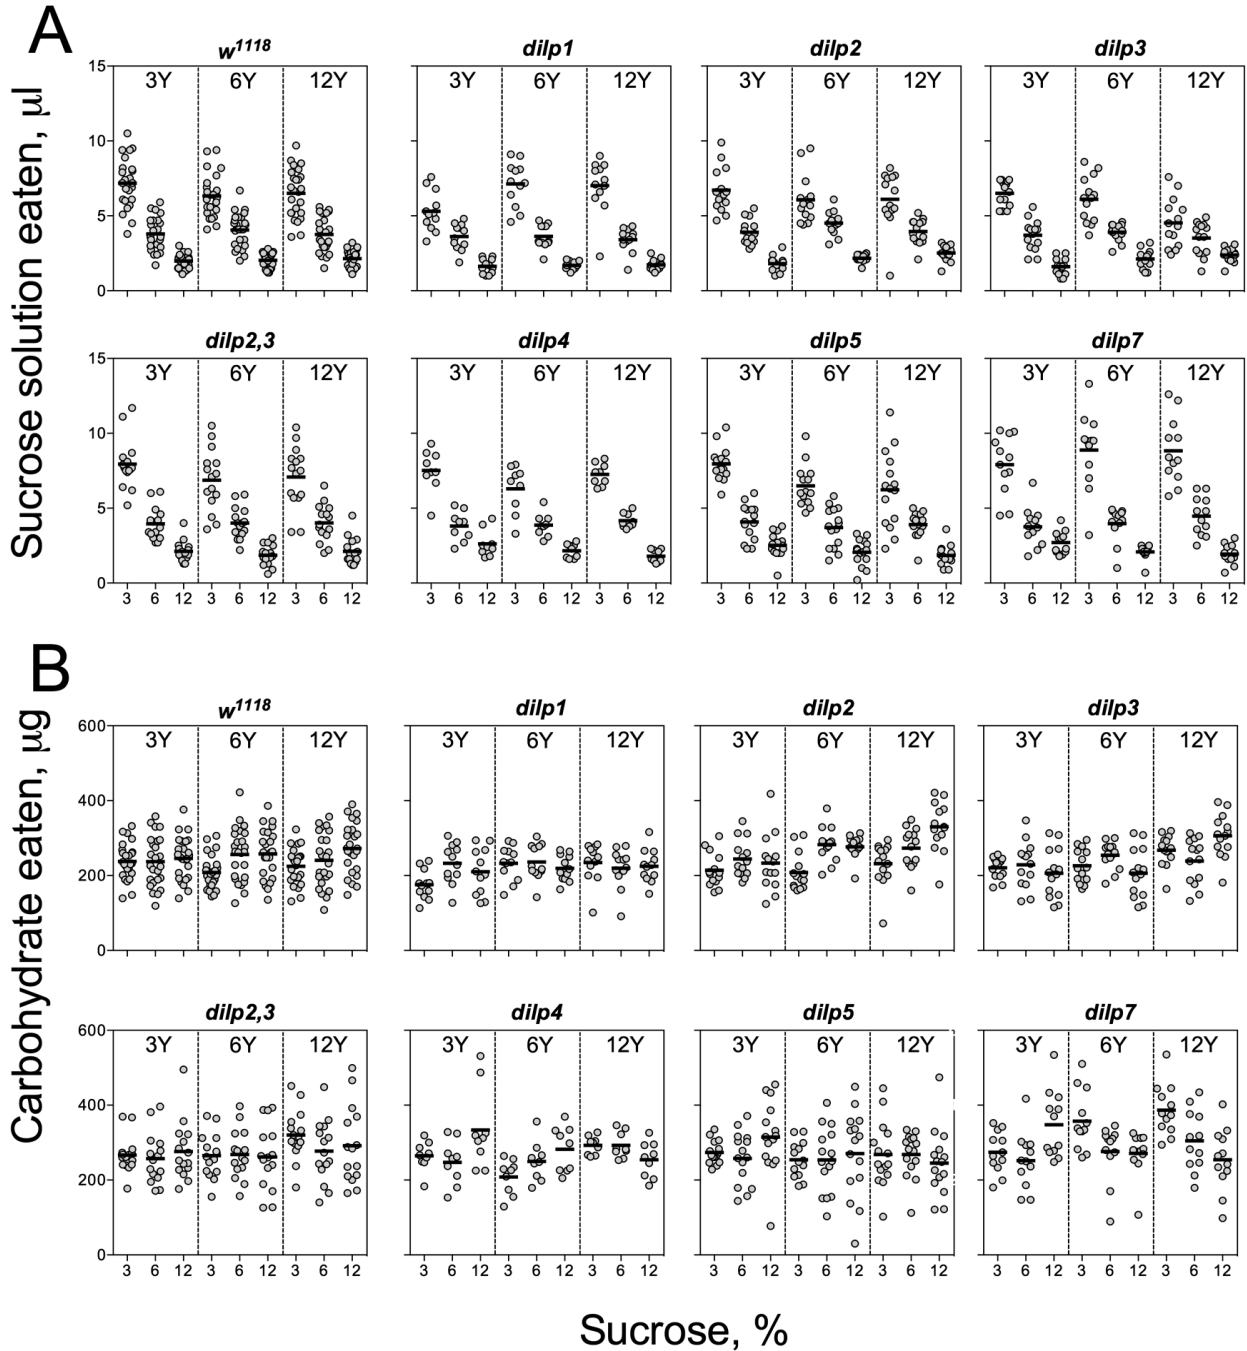 A
w1118 dilp1 dilp2 dilp3
15 3Y 6Y 12Y 3Y 6Y 12Y 3Y 6Y 12Y 3Y 6Y 12Y
10
5
0
dilp2,3 dilp4 dilp5 dilp7
15 3Y 6Y 12Y 3Y 6Y 12Y 3Y 6Y 12Y 3Y 6Y 12Y
10
5
0
3 6 12 3 6 12 3 6 12 3 6 12 3 6 12 3 6 12 3 6 12 3 6 12 3 6 12 3 6 12 3 6 12 3 6 12
Sucrose solution eaten, µl
B
w1118 dilp1 dilp2 dilp3
600 3Y 6Y 12Y 3Y 6Y 12Y 3Y 6Y 12Y 3Y 6Y 12Y
400
200
0
dilp2,3 dilp4 dilp5 dilp7
600 3Y 6Y 12Y 3Y 6Y 12Y 3Y 6Y 12Y 3Y 6Y 12Y
400
200
0
3 6 12 3 6 12 3 6 12 3 6 12 3 6 12 3 6 12 3 6 12 3 6 12 3 6 12 3 6 12 3 6 12 3 6 12
Carbohydrate eaten, µg
Sucrose, %